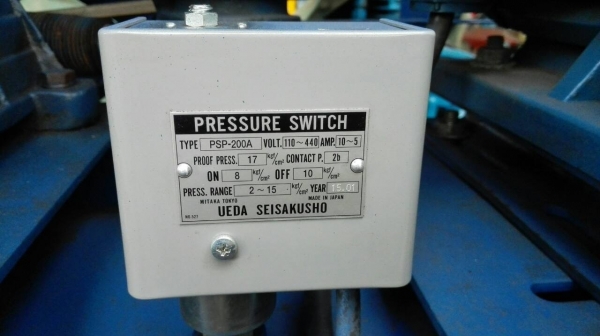 PRESSURE SWITCH
TYPE PSP-200A VOLT. 110~440 AMP. 10~5
PROOF PRESS. 17 kgf/cm² CONTACT P. 2b
ON 8 kgf/cm² OFF 10 kgf/cm²
PRESS. RANGE 2~15 kgf/cm² YEAR 15.01
MITAKA TOKYO MADE IN JAPAN
UEDA SEISAKUSHO